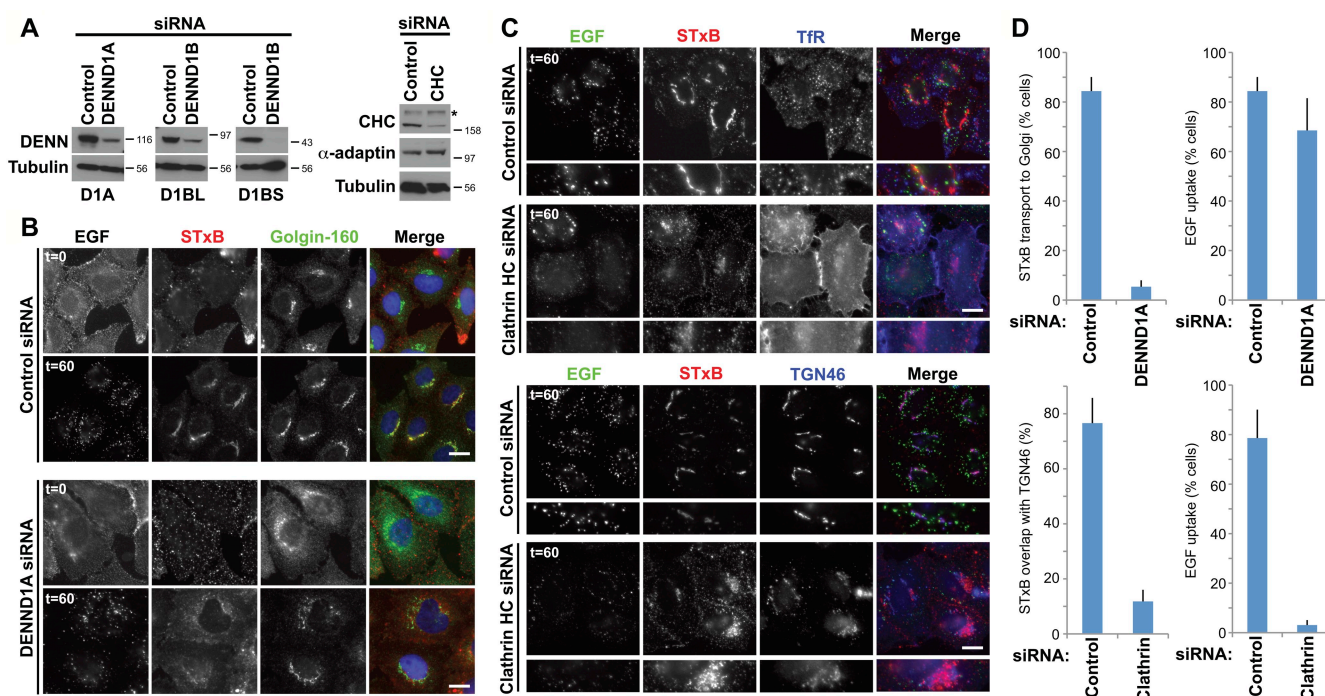 A
siRNA
Control
DENND1A
Control
DENND1B
Control
DENND1B
DENN
116
97
43
Tubulin
56
56
56
D1A
D1BL
D1BS
siRNA
Control
CHC
CHC
*
158
α-adaptin
97
Tubulin
56
B
EGF
STxB
Golgin-160
Merge
Control siRNA
t=0
t=60
DENND1A siRNA
t=0
t=60
C
EGF
STxB
TfR
Merge
Control siRNA
t=60
Clathrin HC siRNA
t=60
EGF
STxB
TGN46
Merge
Control siRNA
t=60
Clathrin HC siRNA
t=60
D
STxB transport to Golgi (% cells)
100
80
60
40
20
0
siRNA:
Control
DENND1A
EGF uptake (% cells)
100
80
60
40
80
0
siRNA:
Control
DENND1A
STxB overlap with TGN46 (%)
100
80
60
40
20
0
siRNA:
Control
Clathrin
EGF uptake (% cells)
100
80
60
40
20
0
siRNA:
Control
Clathrin